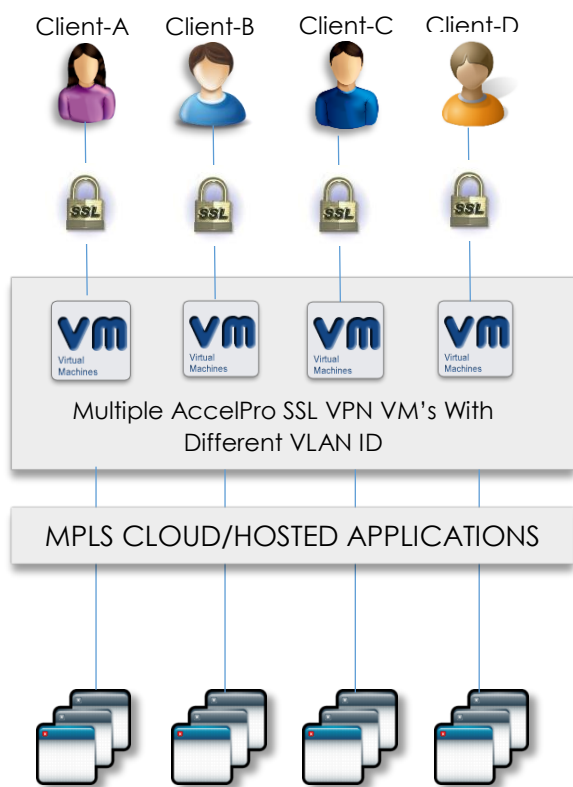 Client-A Client-B Client-C Client-D
SSL SSL SSL SSL
vm vm vm vm
Virtual Machines Virtual Machines Virtual Machines Virtual Machines
Multiple AccelPro SSL VPN VM’s With
Different VLAN ID
MPLS CLOUD/HOSTED APPLICATIONS